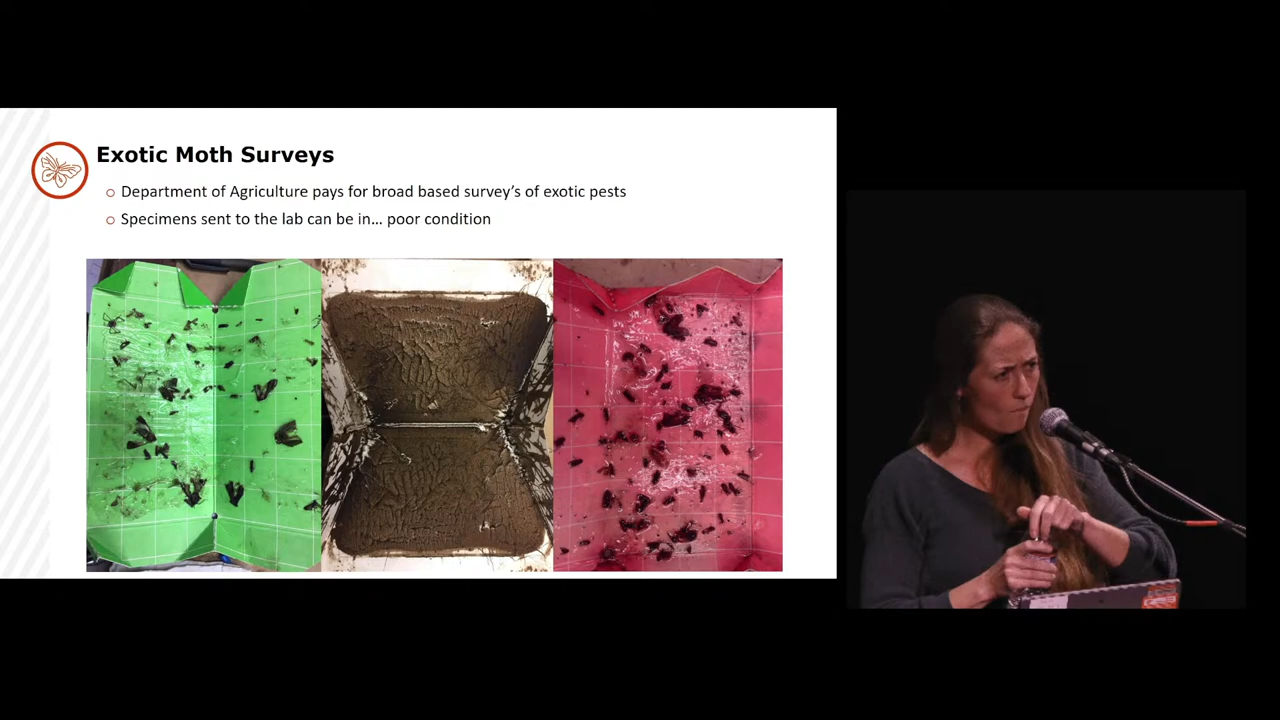 Exotic Moth Surveys
Department of Agriculture pays for broad based survey's of exotic pests
Specimens sent to the lab can be in... poor condition